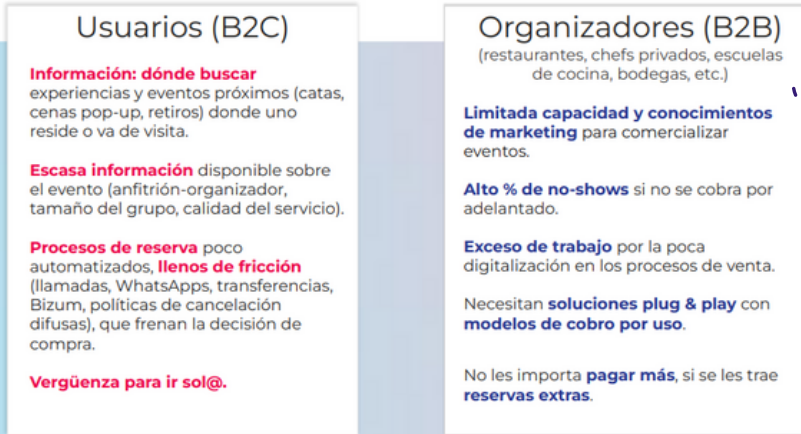 Usuarios (B2C)
Información: dónde buscar
experiencias y eventos próximos (catas,
cenas pop-up, retiros) donde uno
reside o va de visita.
Escasa información disponible sobre
el evento (anfitrión-organizador,
tamaño del grupo, calidad del servicio).
Procesos de reserva poco
automatizados, llenos de fricción
(llamadas, WhatsApps, transferencias,
Bizum, políticas de cancelación
difusas), que frenan la decisión de
compra.
Vergüenza para ir sol@.
Organizadores (B2B)
(restaurantes, chefs privados, escuelas
de cocina, bodegas, etc.)
Limitada capacidad y conocimientos
de marketing para comercializar
eventos.
Alto % de no-shows si no se cobra por
adelantado.
Exceso de trabajo por la poca
digitalización en los procesos de venta.
Necesitan soluciones plug & play con
modelos de cobro por uso.
No les importa pagar más, si se les trae
reservas extras.